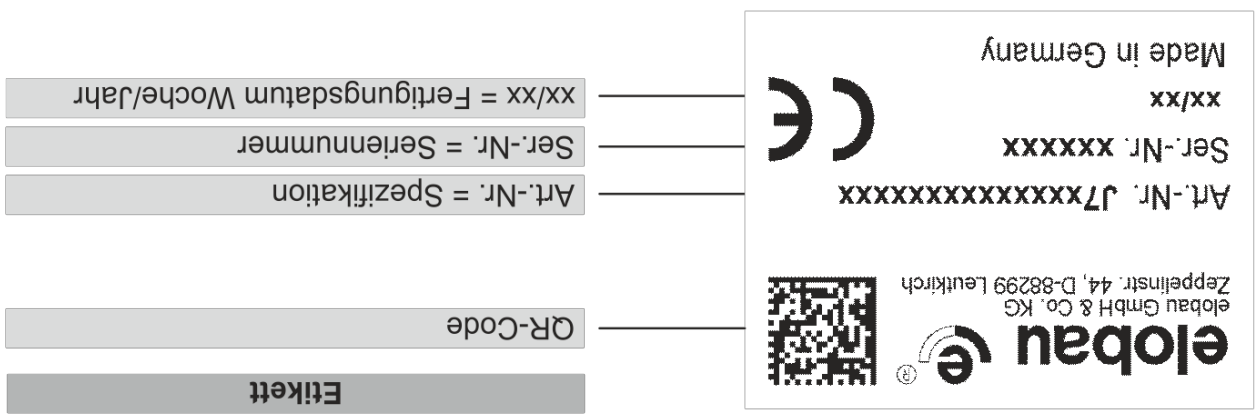 elobau
®
elobau GmbH & Co. KG
Zeppelinstr. 44, D-88299 Leutkirch
Art.-Nr. J7xxxxxxxxxxxxxx
Ser.-Nr. xxxxxx
xx/xx
Made in Germany
CE
Etikett
QR-Code
Art.-Nr. = Spezifikation
Ser.-Nr. = Seriennummer
xx/xx = Fertigungsdatum Woche/Jahr